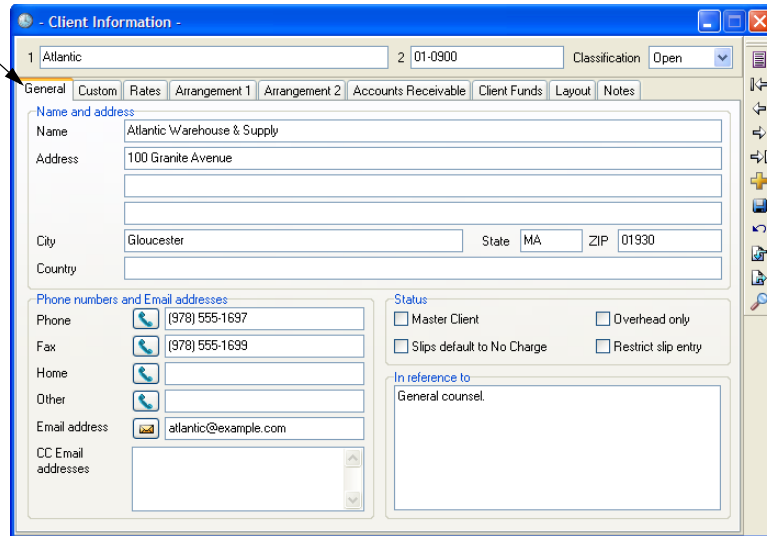 - Client Information -
1 Atlantic 2 01-0900 Classification Open
General Custom Rates Arrangement 1 Arrangement 2 Accounts Receivable Client Funds Layout Notes
Name and address
Name Atlantic Warehouse & Supply
Address 100 Granite Avenue
City Gloucester State MA ZIP 01930
Country
Phone numbers and Email addresses
Phone (978) 555-1697
Fax (978) 555-1699
Home
Other
Email address atlantic@example.com
CC Email
addresses
Status
Master Client Overhead only
Slips default to No Charge Restrict slip entry
In reference to
General counsel.